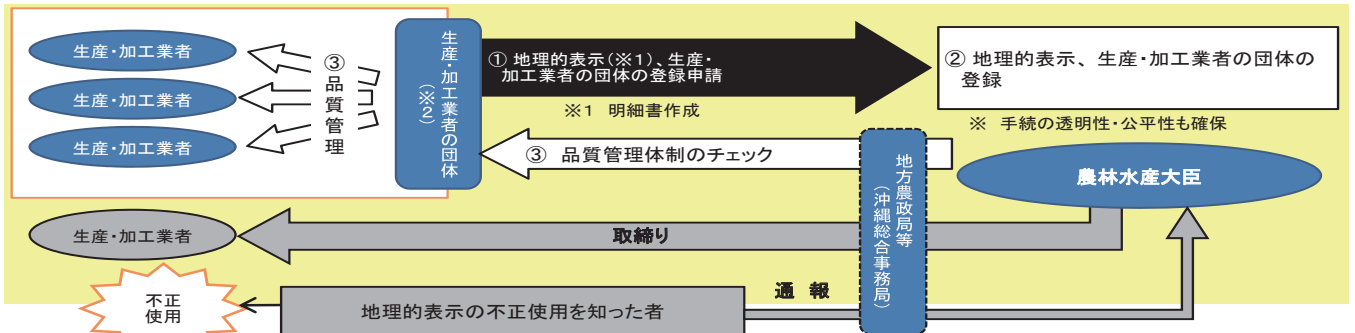 生産・加工業者
生産・加工業者
生産・加工業者
③品質管理
生産・加工業者の団体
（※２）
① 地理的表示（※１）、生産・
加工業者の団体の登録申請
※１　明細書作成
② 地理的表示、生産・加工業者の団体の
登録
※　手続の透明性・公平性も確保
③　品質管理体制のチェック
地方農政局等
（沖縄総合事務局）
農林水産大臣
生産・加工業者
取締り
不正
使用
地理的表示の不正使用を知った者
通　報